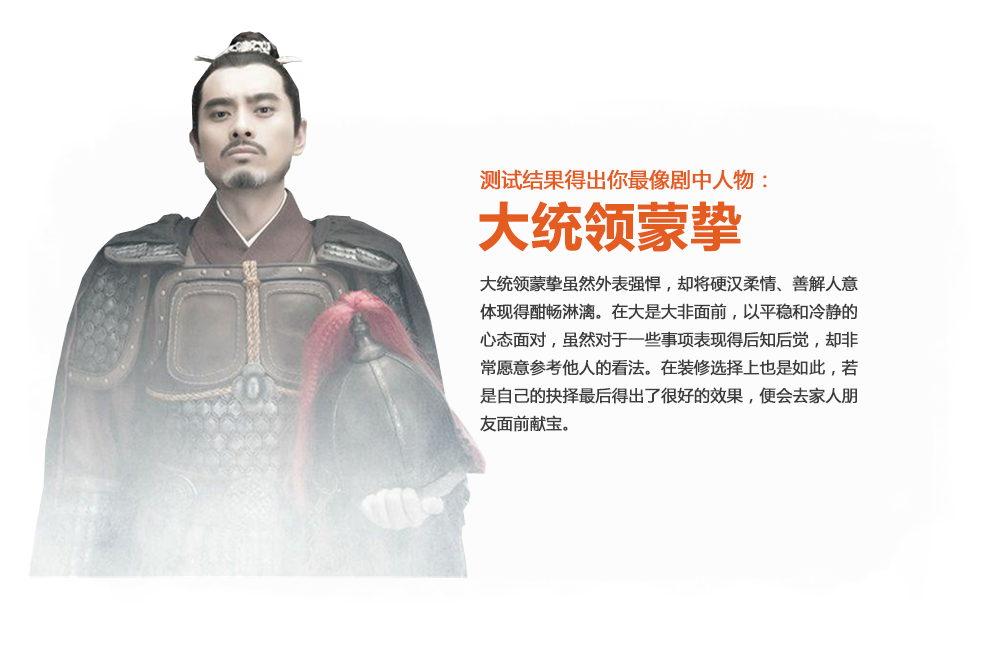 测试结果得出你最像剧中人物：
大统领蒙挚
大统领蒙挚虽然外表强悍，却将硬汉柔情、善解人意
体现得酣畅淋漓。在大是大非面前，以平稳和冷静的
心态面对，虽然对于一些事项表现得后知后觉，却非
常愿意参考他人的看法。在装修选择上也是如此，若
是自己的抉择最后得出了很好的效果，便会去家人朋
友面前献宝。